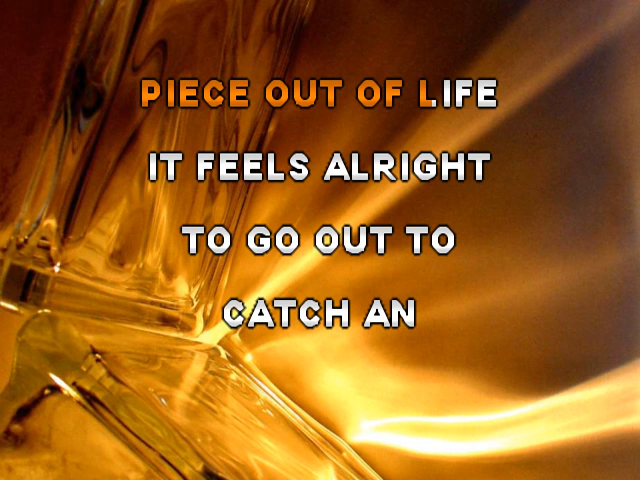 PIECE OUT OF LIFE
IT FEELS ALRIGHT
TO GO OUT TO
CATCH AN